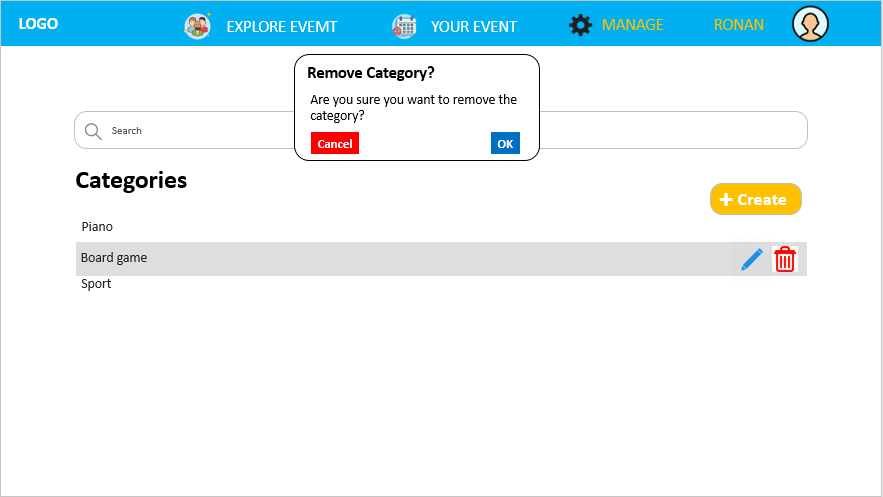 LOGO
EXPLORE EVEMT
YOUR EVENT
MANAGE
RONAN
Remove Category?
Are you sure you want to remove the
category?
Cancel
OK
Search
Categories
+ Create
Piano
Board game
Sport